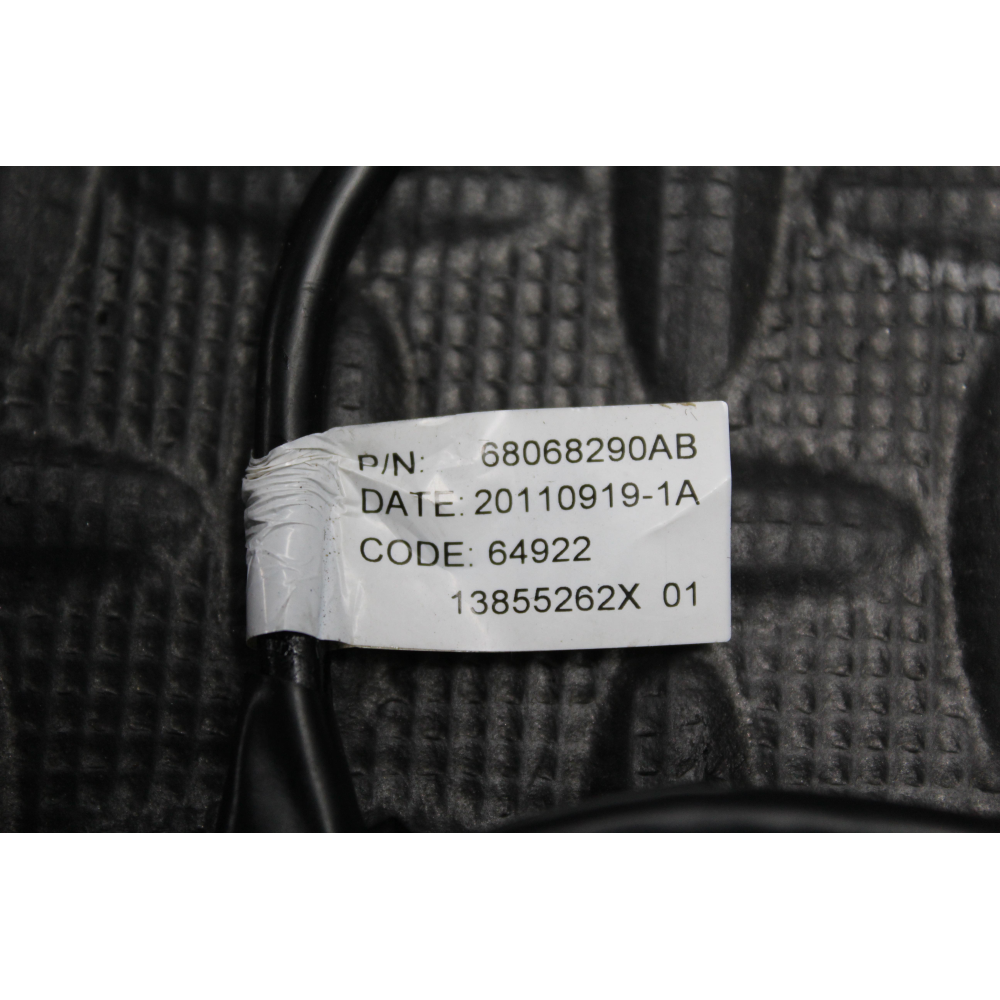 P/N: 68068290AB
DATE: 20110919-1A
CODE: 64922
13855262X 01